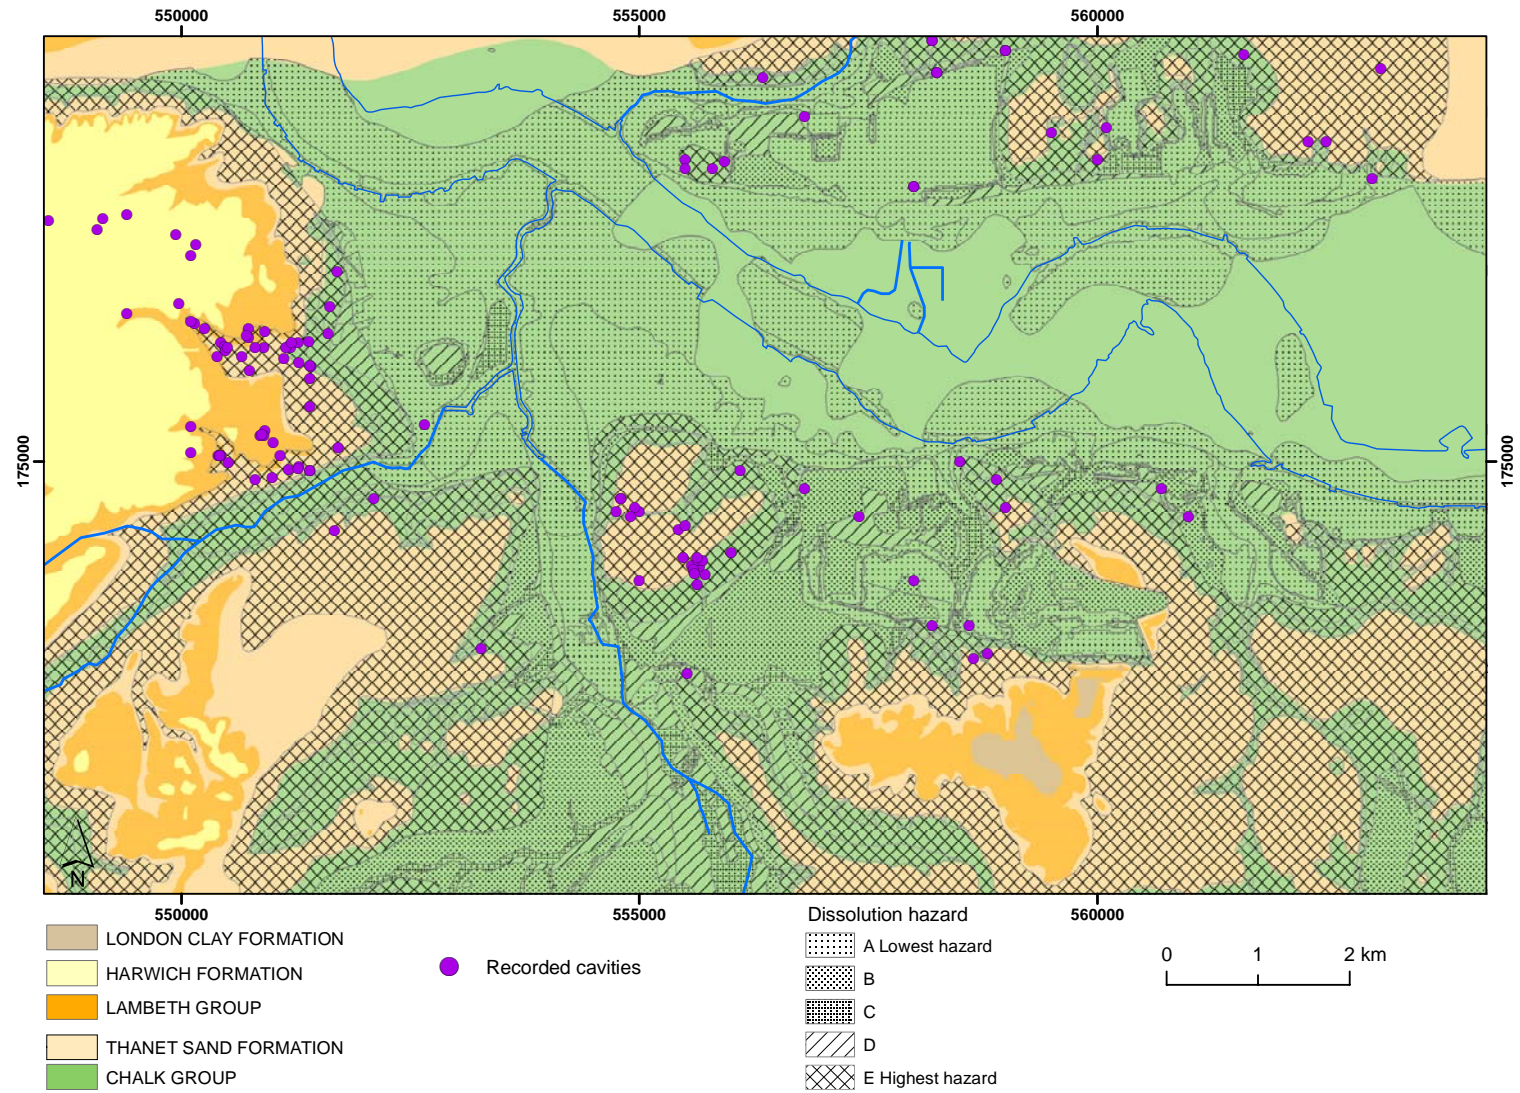 550000 555000 560000
175000 175000
N
550000 555000 560000
LONDON CLAY FORMATION
HARWICH FORMATION
LAMBETH GROUP
THANET SAND FORMATION
CHALK GROUP
Recorded cavities
Dissolution hazard
A Lowest hazard
B
C
D
E Highest hazard
0 1 2 km